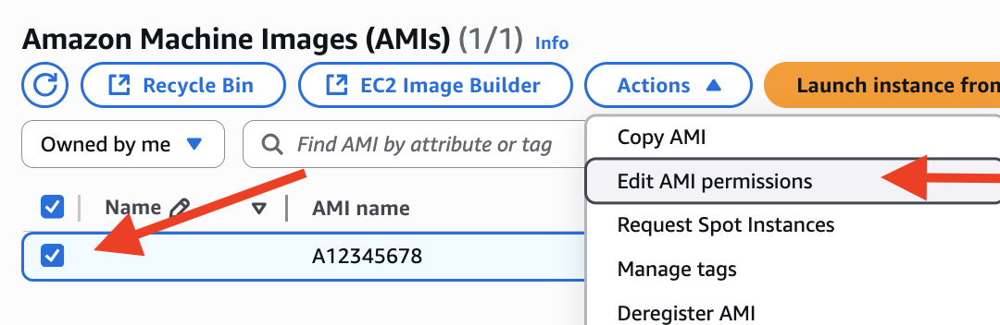 Amazon Machine Images (AMIs) (1/1) Info
Recycle Bin EC2 Image Builder Actions Launch instance from
Owned by me Find AMI by attribute or tag
Copy AMI
Edit AMI permissions
Name AMI name
Request Spot Instances
A12345678
Manage tags
Deregister AMI